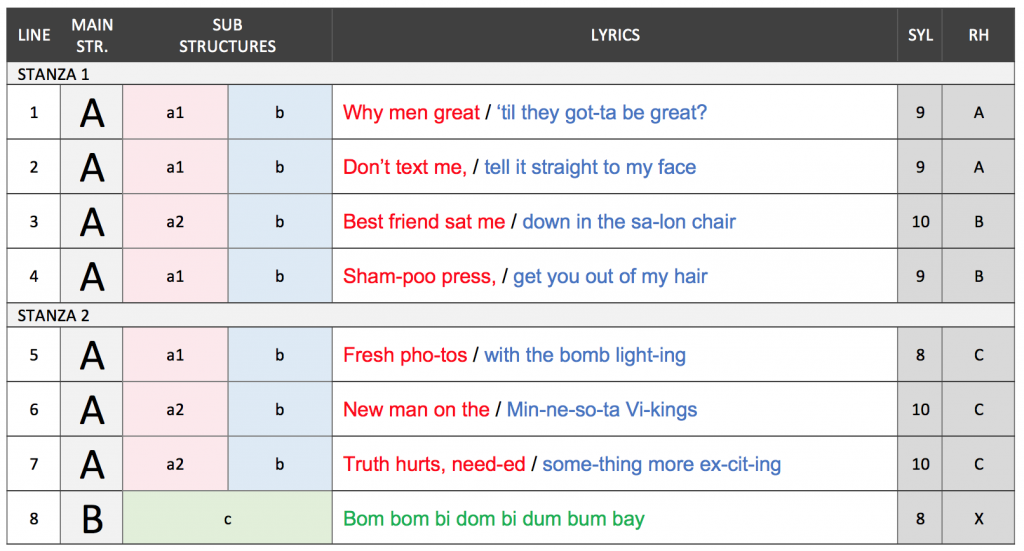 LINE MAIN STR. SUB STRUCTURES LYRICS SYL RH
STANZA 1
1 A a1 b Why men great / ‘til they got-ta be great? 9 A
2 A a1 b Don’t text me, / tell it straight to my face 9 A
3 A a2 b Best friend sat me / down in the sa-lon chair 10 B
4 A a1 b Sham-poo press, / get you out of my hair 9 B
STANZA 2
5 A a1 b Fresh pho-tos / with the bomb light-ing 8 C
6 A a2 b New man on the / Min-ne-so-ta Vi-kings 10 C
7 A a2 b Truth hurts, need-ed / some-thing more ex-cit-ing 10 C
8 B c Bom bom bi dom bi dum bum bay 8 X